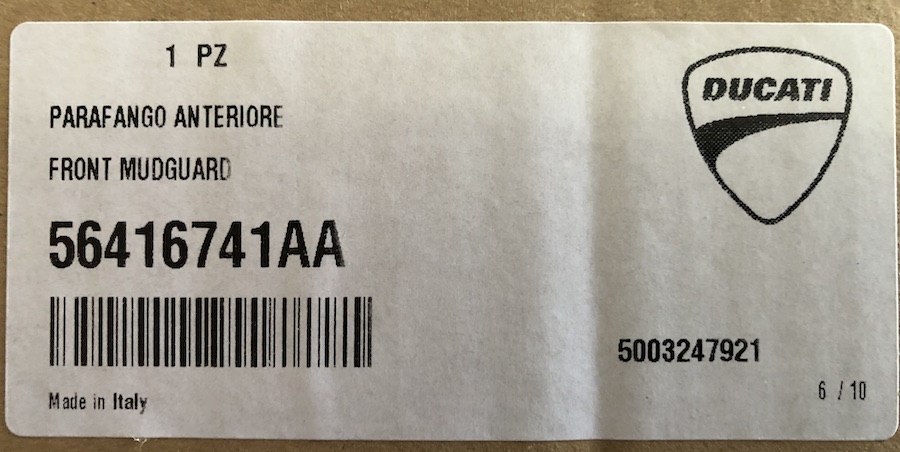 1 PZ
DUCATI
PARAFANGO ANTERIORE
FRONT MUDGUARD
56416741AA
5003247921
6 / 10
Made in Italy